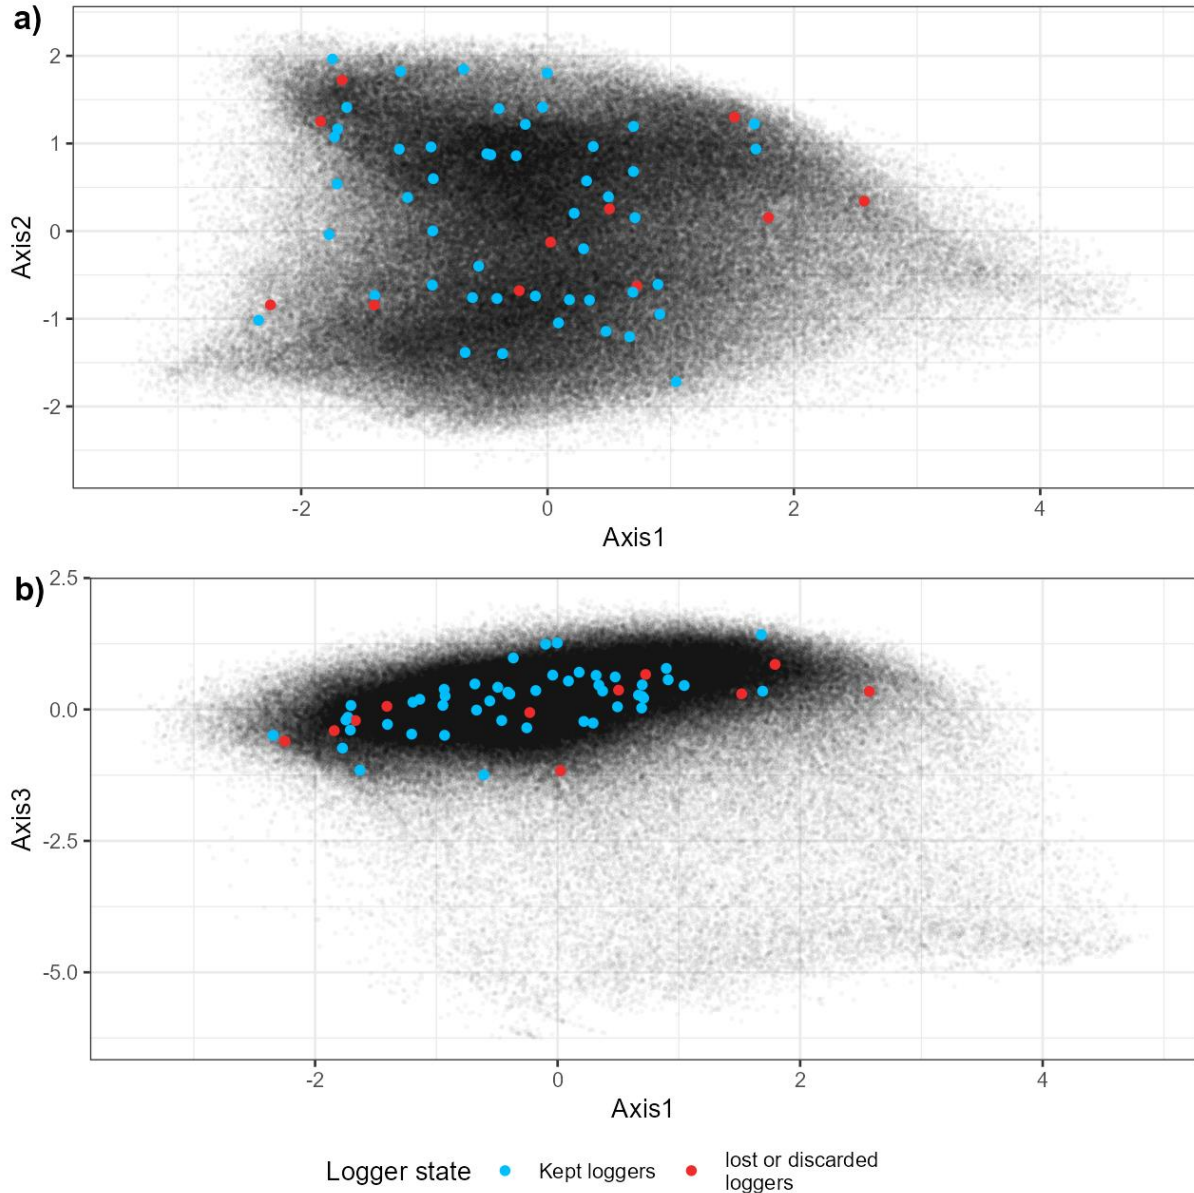 a)
2
1
0
-1
-2
Axis2
-2 0 2 4
Axis1
b)
2.5
0.0
-2.5
-5.0
Axis3
-2 0 2 4
Axis1
Logger state Kept loggers lost or discarded
loggers